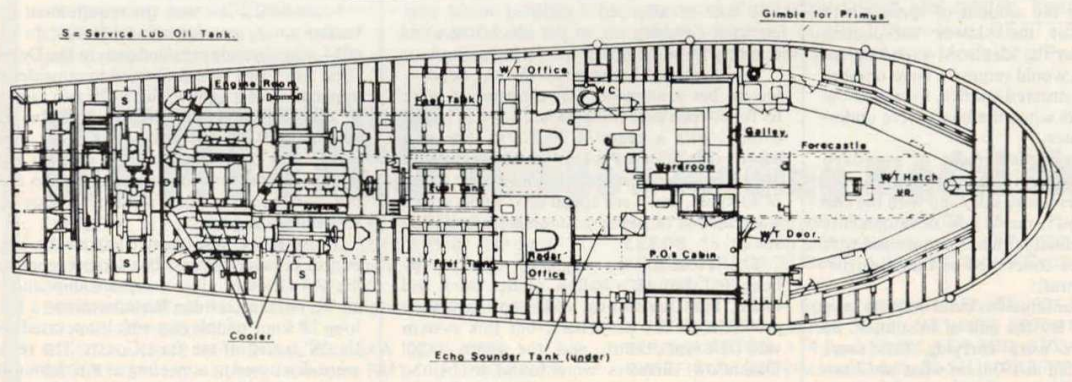 Gimble for Primus
S = Service Lub Oil Tank.
W/T Office
Engine Room
WC
Fuel Tank
S
Galley
Forecastle
Wardroom
W/T Hatch
Fuel Tank
W/T Door.
Radar
P.O's Cabin
Fuel Tank
S
S
Office
Cooler
Echo Sounder Tank (under)